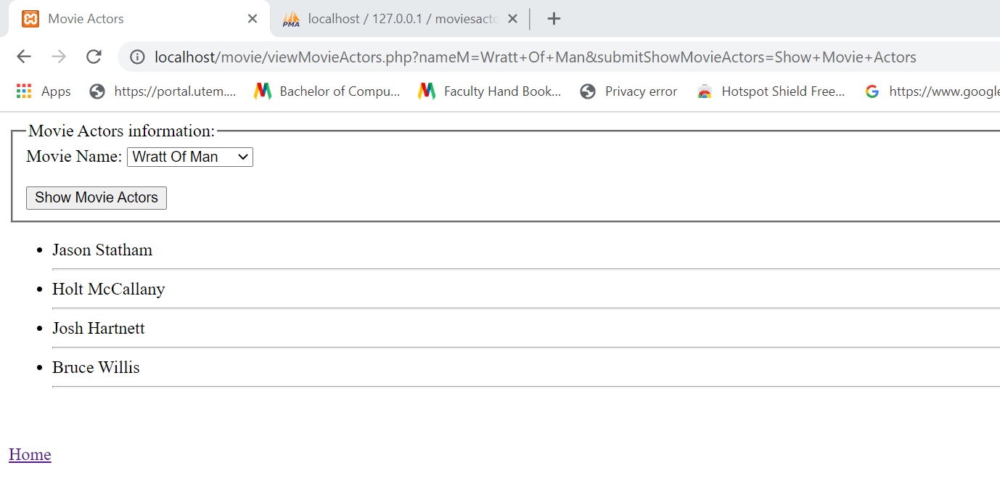 Movie Actors
PMA localhost / 127.0.0.1 / moviesacto
localhost/movie/viewMovieActors.php?nameM=Wratt+Of+Man&submitShowMovieActors=Show+Movie+Actors
Apps https://portal.utem.... Bachelor of Compu... Faculty Hand Book... Privacy error Hotspot Shield Free... https://www.google
Movie Actors information:
Movie Name: Wratt Of Man
Show Movie Actors
Jason Statham
Holt McCallany
Josh Hartnett
Bruce Willis
Home